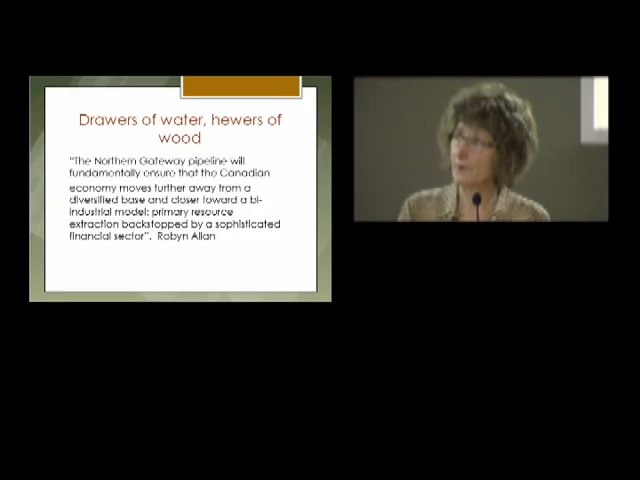 Drawers of water, hewers of
wood
"The Northern Gateway pipeline will
fundamentally ensure that the Canadian
economy moves further away from a
diversified base and closer toward a bi-
industrial model: primary resource
extraction backstopped by a sophisticated
financial sector". Robyn Allan